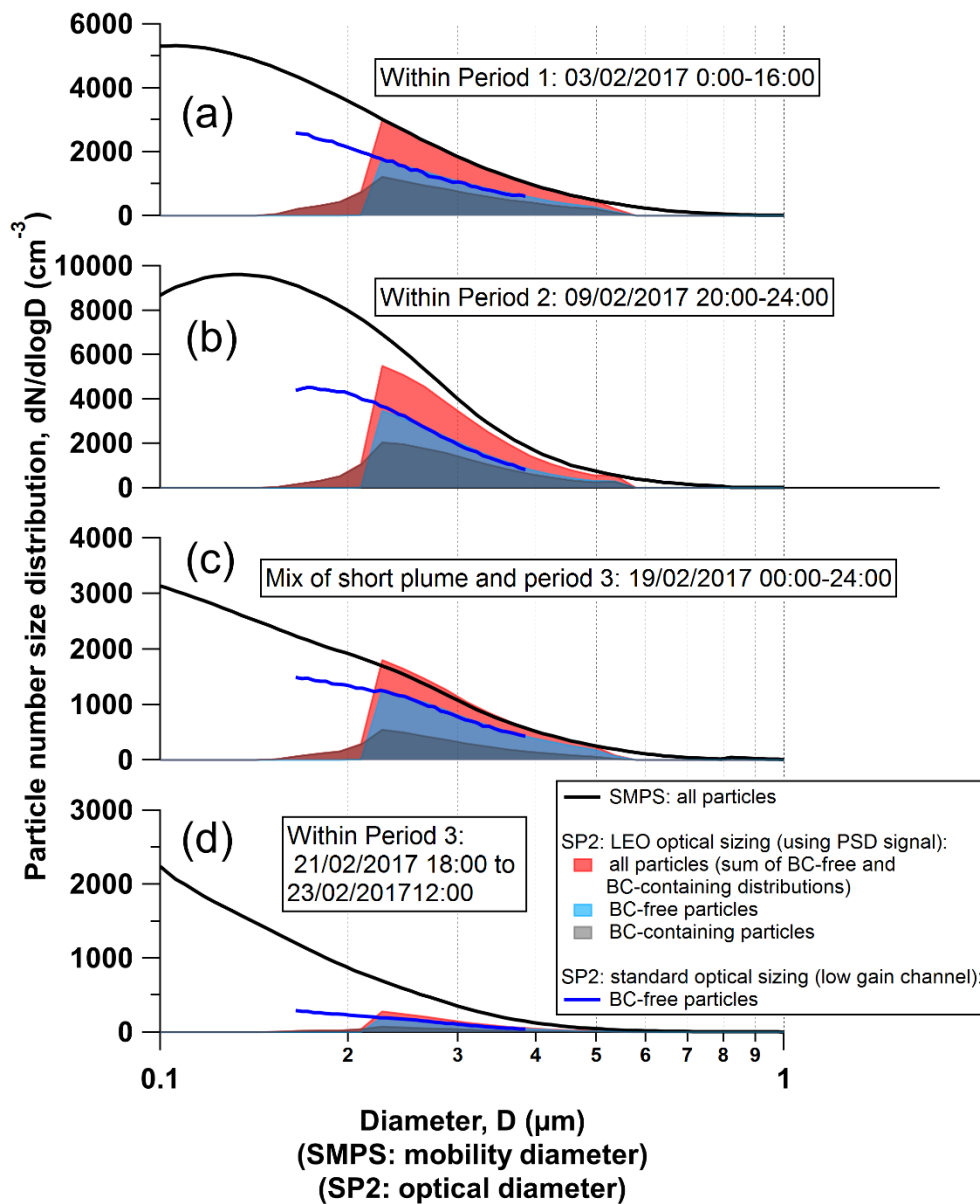 Particle number size distribution, dN/dlogD (cm-3)
6000
4000
2000
0
(a)
Within Period 1: 03/02/2017 0:00-16:00
10000
8000
6000
4000
2000
0
(b)
Within Period 2: 09/02/2017 20:00-24:00
4000
3000
2000
1000
0
(c)
Mix of short plume and period 3: 19/02/2017 00:00-24:00
3000
2000
1000
0
(d)
Within Period 3:
21/02/2017 18:00 to
23/02/201712:00
SMPS: all particles
SP2: LEO optical sizing (using PSD signal):
all particles (sum of BC-free and
BC-containing distributions)
BC-free particles
BC-containing particles
SP2: standard optical sizing (low gain channel):
BC-free particles
0.1 2 3 4 5 6 7 8 9 1
Diameter, D (µm)
(SMPS: mobility diameter)
(SP2: optical diameter)